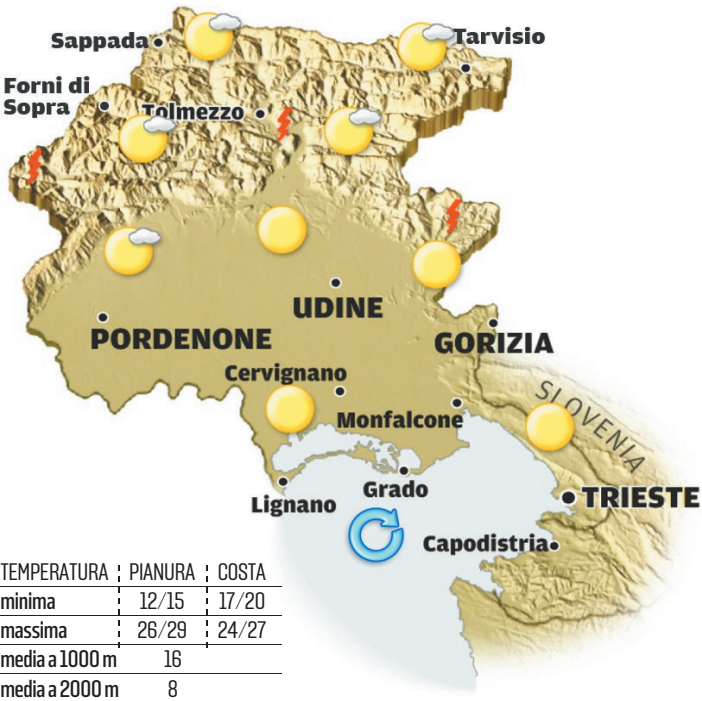 Sappada
Tarvisio
Forni di
Sopra
Tolmezzo
UDINE
PORDENONE
GORIZIA
Cervignano
SLOVENIA
Monfalcone
Grado
Lignano
TRIESTE
Capodistria
TEMPERATURA PIANURA COSTA
minima 12/15 17/20
massima 26/29 24/27
media a 1000 m 16
media a 2000 m 8